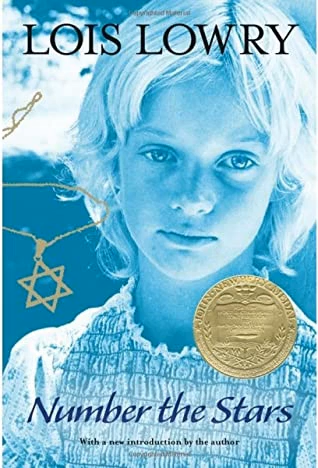 LOIS LOWRY
Number the Stars
With a new introduction by the author